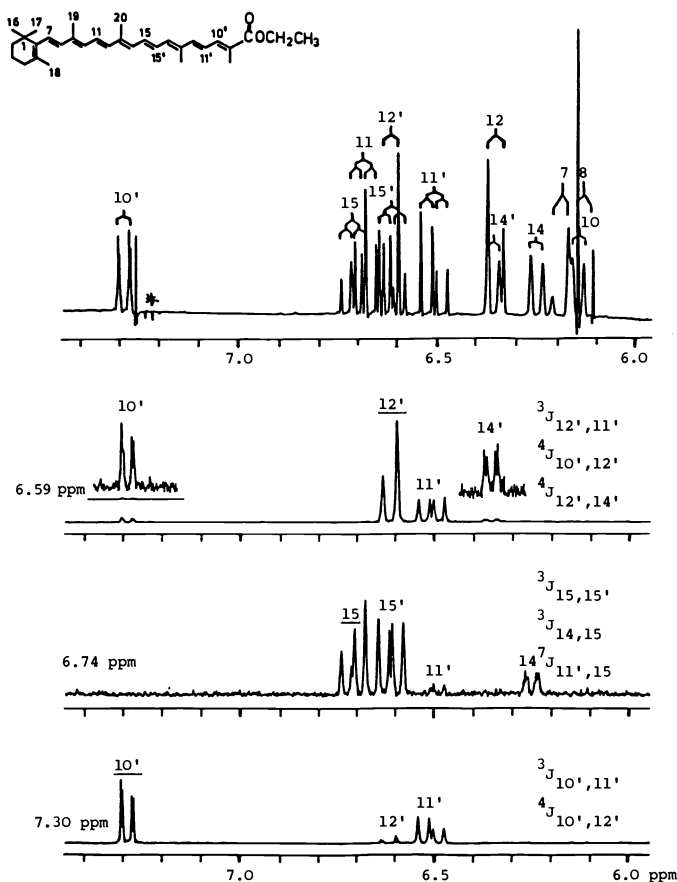 16 17 19 20 O
7 11 15 10' COCH2CH3
1 15' 11'
18
12' 12
11
10' 15' 11' 7 8
15 14' 14 10
7.0 6.5 6.0
10' 12' 14' 3J12',11'
11' 4J10',12'
6.59 ppm 4J12',14'
15 15' 3J15,15'
3J14,15
6.74 ppm 11' 14 7J11',15
10' 3J10',11'
7.30 ppm 12' 11' 4J10',12'
7.0 6.5 6.0 ppm